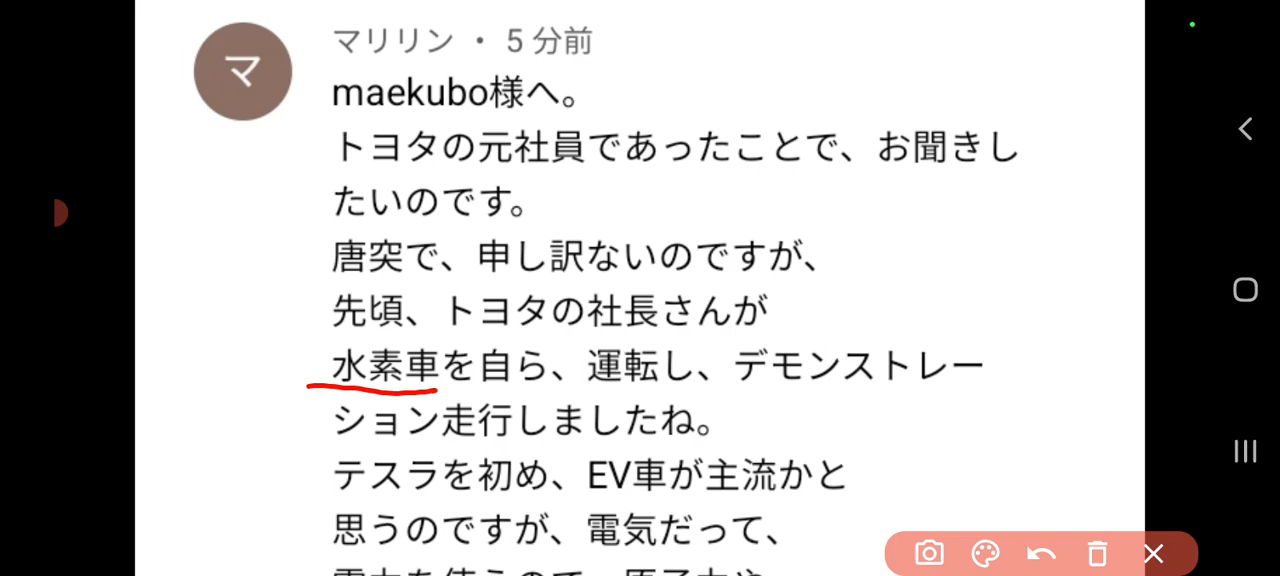 マ
マリリン ・ 5 分前
maekubo様へ。
トヨタの元社員であったことで、お聞きし
たいのです。
唐突で、申し訳ないのですが、
先頃、トヨタの社長さんが
水素車を自ら、運転し、デモンストレー
ション走行しましたね。
テスラを初め、EV車が主流かと
思うのですが、電気だって、